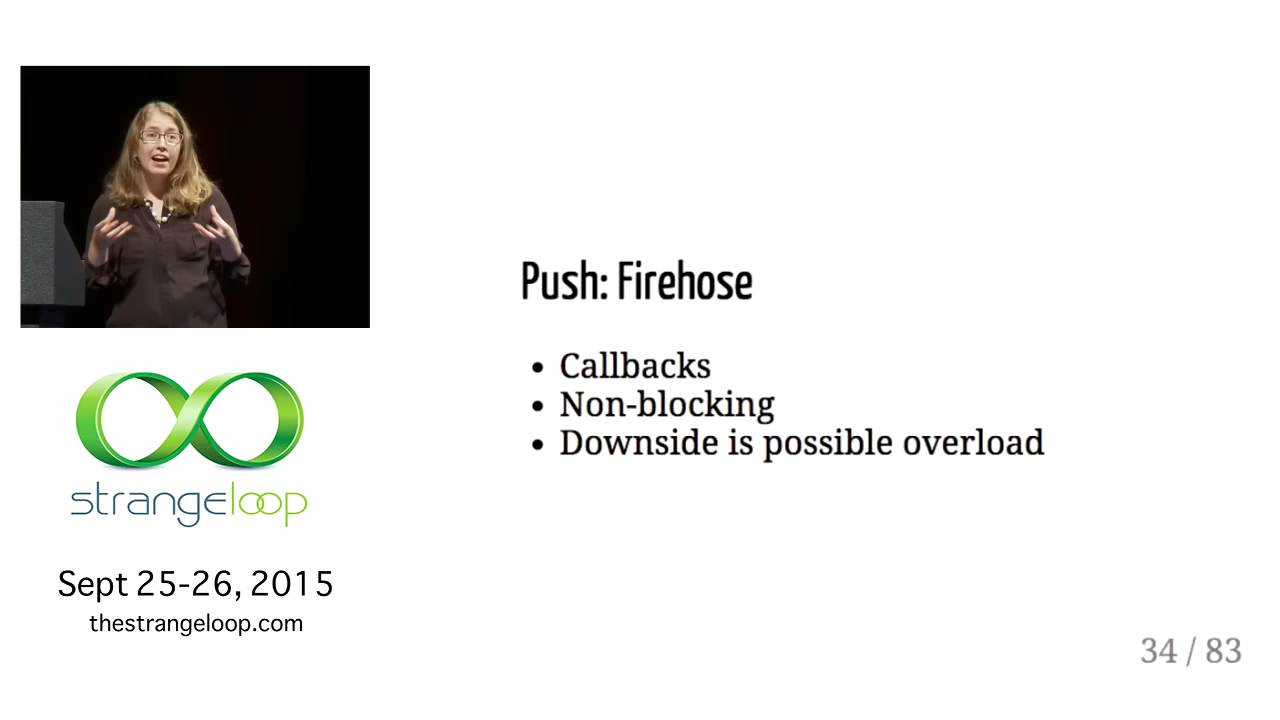 Push: Firehose
• Callbacks
• Non-blocking
• Downside is possible overload
strangeloop
Sept 25-26, 2015
thestrangeloop.com
34 / 83